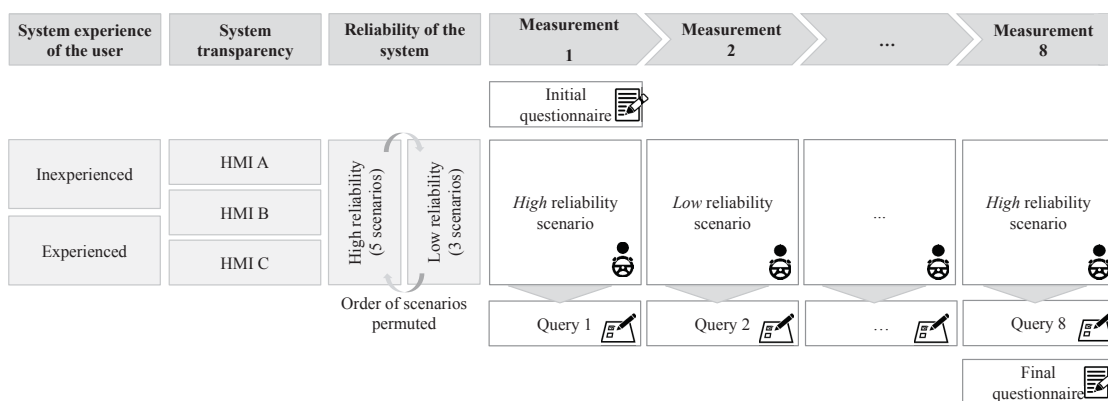 System experience
of the user
System
transparency
Reliability of the
system
Measurement
1
Measurement
2
...
Measurement
8
Initial
questionnaire
Inexperienced
Experienced
HMI A
HMI B
HMI C
High reliability
(5 scenarios)
Low reliability
(3 scenarios)
Order of scenarios
permuted
High reliability
scenario
Low reliability
scenario
...
High reliability
scenario
Query 1
Query 2
...
Query 8
Final
questionnaire